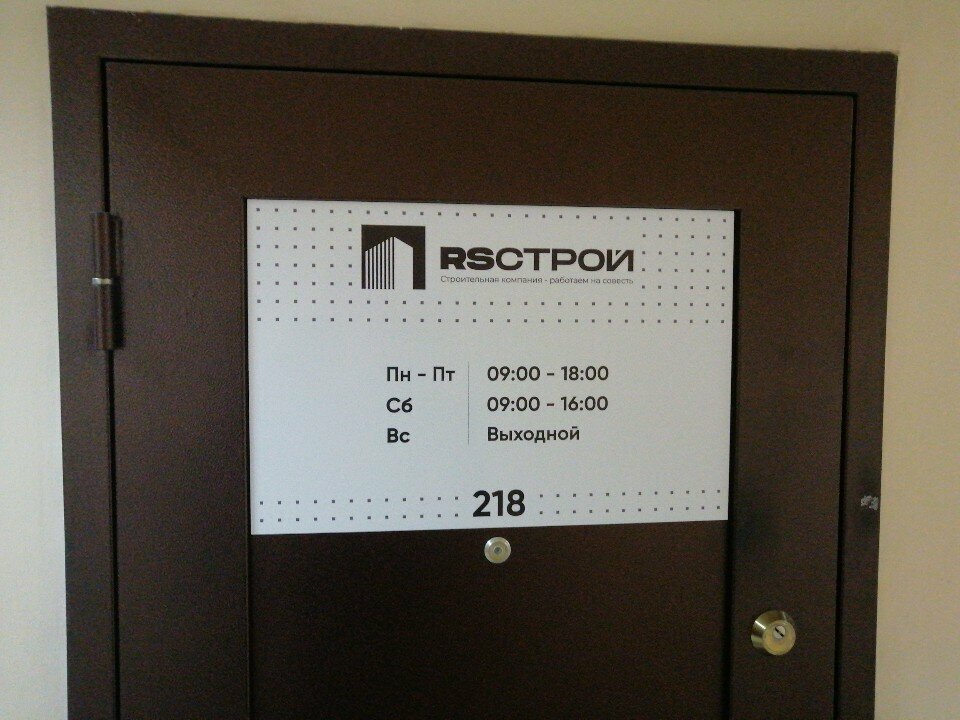 RSСТРОЙ
Строительная компания - работаем на совесть
Пн - Пт 09:00 - 18:00
Сб 09:00 - 16:00
Вс Выходной
218